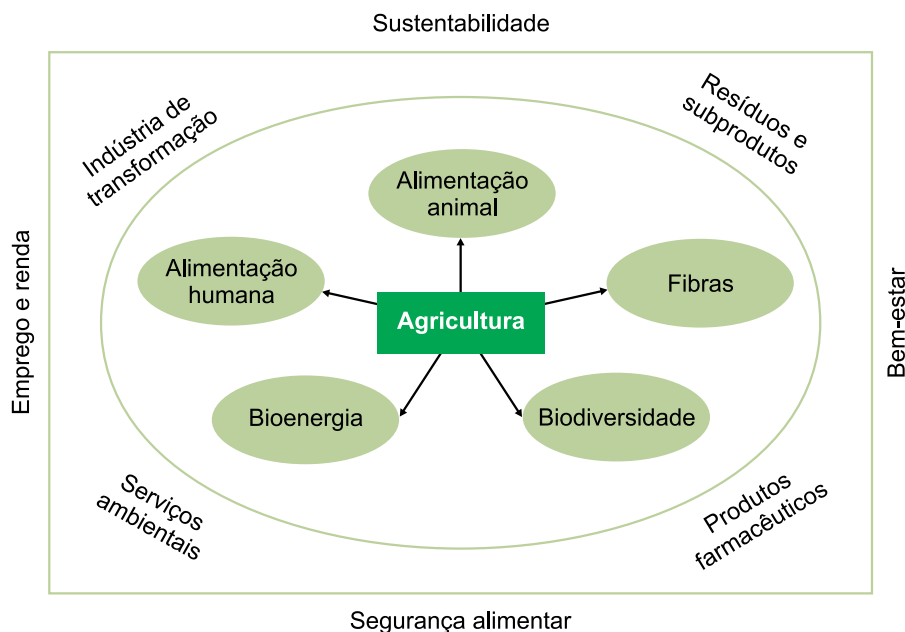 Sustentabilidade
Indústria de
transformação
Resíduos e
subprodutos
Alimentação
animal
Alimentação
humana
Fibras
Agricultura
Emprego e renda
Bem-estar
Bioenergia
Biodiversidade
Serviços
ambientais
Produtos
farmacêuticos
Segurança alimentar